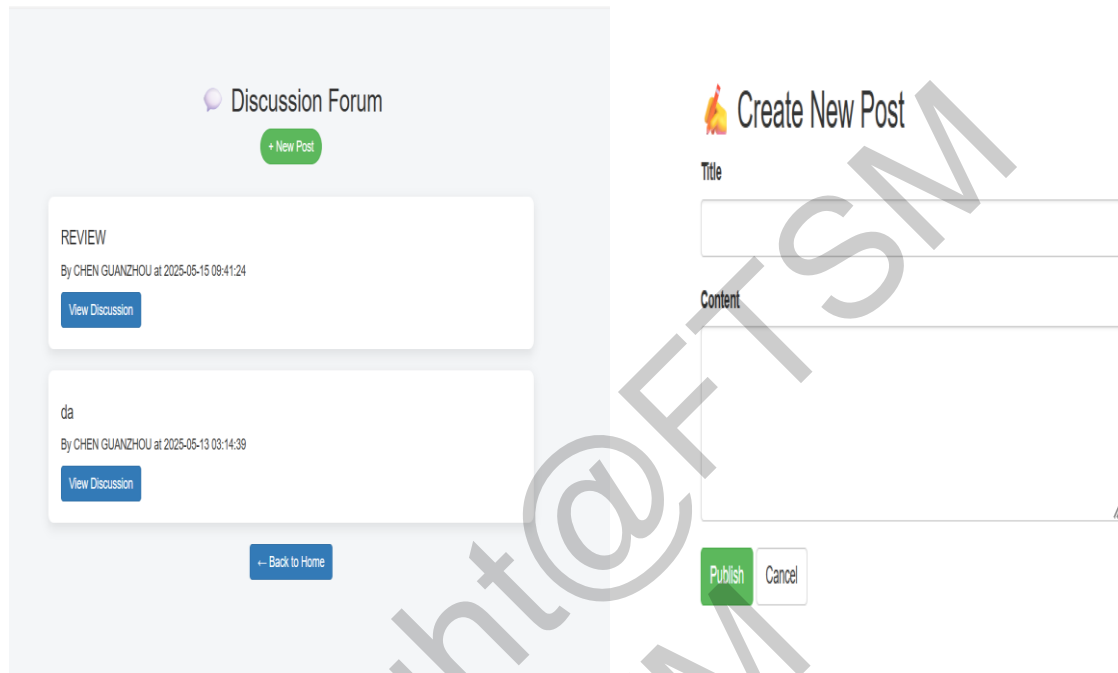 Discussion Forum
+ New Post
REVIEW
By CHEN GUANZHOU at 2025-05-15 09:41:24
View Discussion
da
By CHEN GUANZHOU at 2025-05-13 03:14:39
View Discussion
← Back to Home
Create New Post
Title
Content
Publish Cancel
ght@FTSM
M